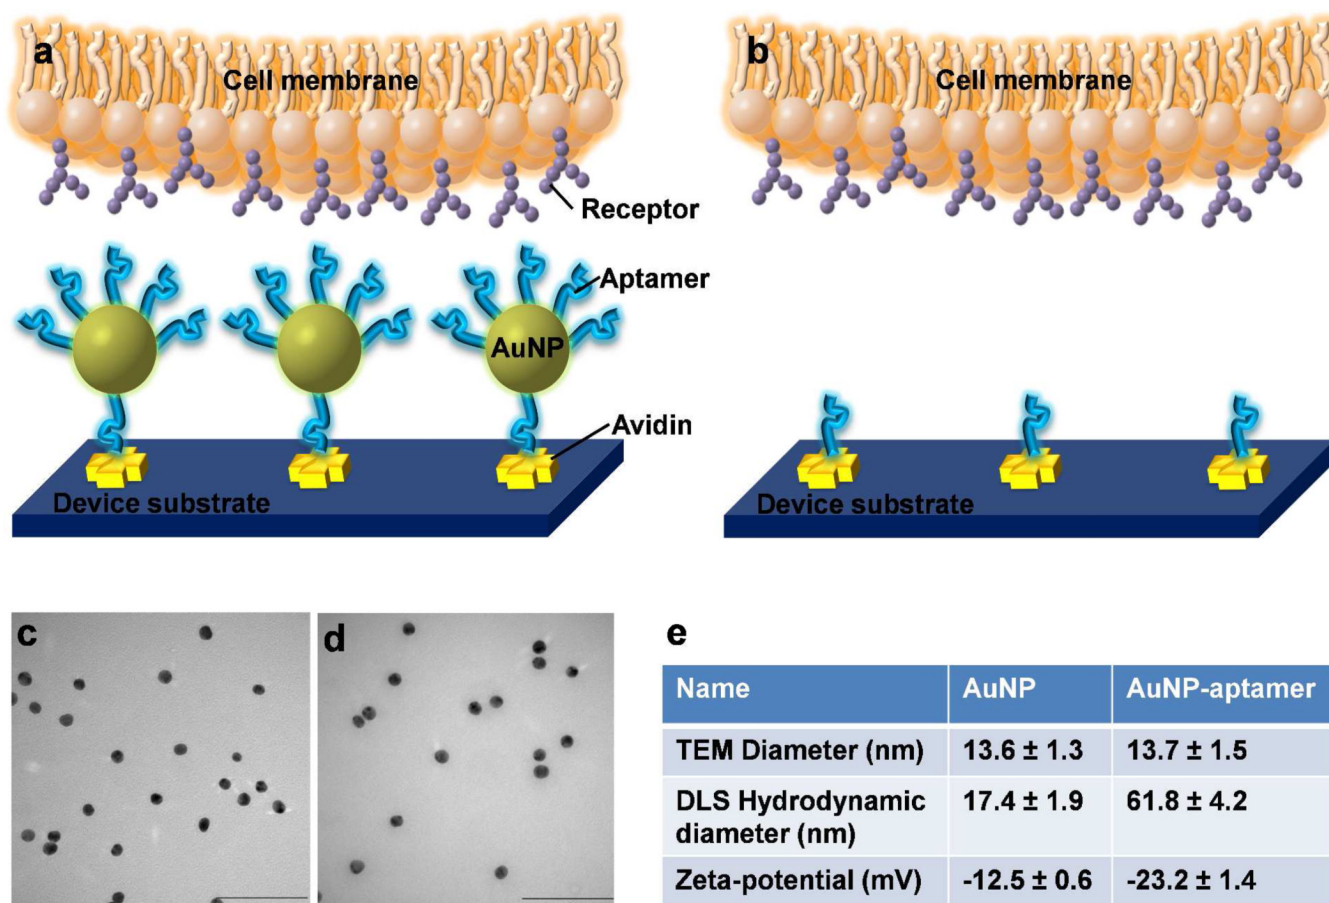 a
Cell membrane
Receptor
Aptamer
AuNP
Avidin
Device substrate
b
Cell membrane
Device substrate
c
d
e
Name AuNP AuNP-aptamer
TEM Diameter (nm) 13.6 ± 1.3 13.7 ± 1.5
DLS Hydrodynamic
diameter (nm) 17.4 ± 1.9 61.8 ± 4.2
Zeta-potential (mV) -12.5 ± 0.6 -23.2 ± 1.4